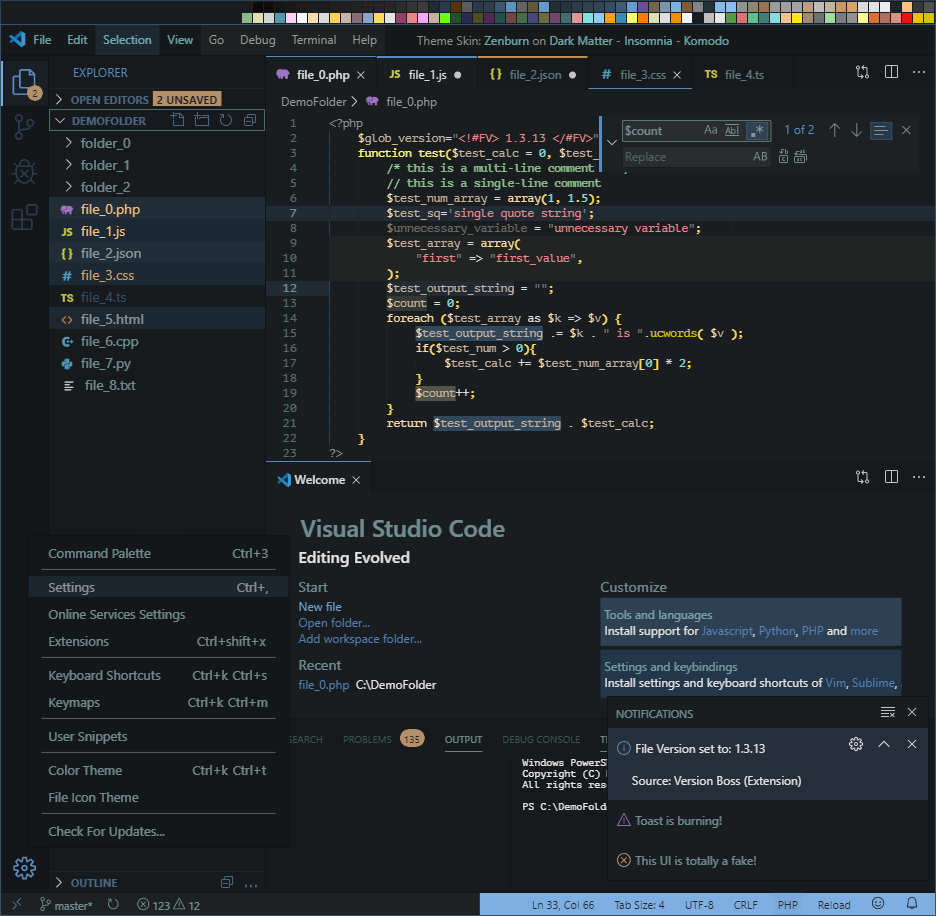 File Edit Selection View Go Debug Terminal Help Theme Skin: Zenburn on Dark Matter - Insomnia - Komodo
2
EXPLORER
OPEN EDITORS 2 UNSAVED
DEMOFOLDER
folder_0
folder_1
folder_2
file_0.php
file_1.js
file_2.json
file_3.css
TS file_4.ts
file_5.html
file_6.cpp
file_7.py
file_8.txt
file_0.php JS file_1.js {} file_2.json # file_3.css TS file_4.ts
DemoFolder > file_0.php
$count Aa Abl .* 1 of 2
Replace AB
1 <?php
2 $glob_version="<!#FV> 1.3.13 </#FV>"
3 function test($test_calc = 0, $test_
4 /* this is a multi-line comment
5 // this is a single-line comment
6 $test_num_array = array(1, 1.5);
7 $test_sq='single quote string';
8 $unnecessary_variable = "unnecessary variable";
9 $test_array = array(
10 "first" => "first_value",
11 );
12 $test_output_string = "";
13 $count = 0;
14 foreach ($test_array as $k => $v) {
15 $test_output_string .= $k . " is ".ucwords( $v );
16 if($test_num > 0){
17 $test_calc += $test_num_array[0] * 2;
18 }
19 $count++;
20 }
21 return $test_output_string . $test_calc;
22 }
23 ?>
Welcome
Visual Studio Code
Editing Evolved
Start
New file
Open folder...
Add workspace folder...
Recent
file_0.php C:\DemoFolder
Customize
Tools and languages
Install support for Javascript, Python, PHP and more
Settings and keybindings
Install settings and keyboard shortcuts of Vim, Sublime,
Command Palette Ctrl+3
Settings Ctrl+,
Online Services Settings
Extensions Ctrl+shift+x
Keyboard Shortcuts Ctrl+k Ctrl+s
Keymaps Ctrl+k Ctrl+m
User Snippets
Color Theme Ctrl+k Ctrl+t
File Icon Theme
Check For Updates...
SEARCH PROBLEMS 135 OUTPUT DEBUG CONSOLE
Windows PowerS
Copyright (C)
All rights res
PS C:\DemoFold
NOTIFICATIONS
File Version set to: 1.3.13
Source: Version Boss (Extension)
Toast is burning!
This UI is totally a fake!
OUTLINE
master* 123 12 Ln 33, Col 66 Tab Size: 4 UTF-8 CRLF PHP Reload